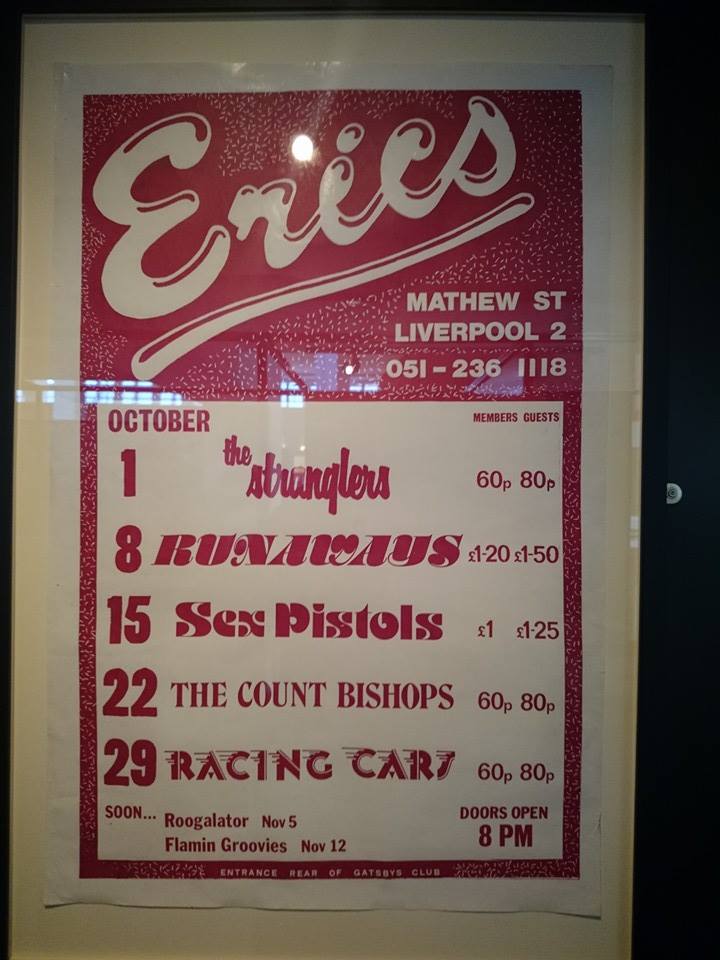 Erics
MATHEW ST
LIVERPOOL 2
051-236 1118
OCTOBER MEMBERS GUESTS
1 the stranglers 60p 80p
8 RUNAWAYS £1·20 £1·50
15 Sex Pistols £1 £1·25
22 THE COUNT BISHOPS 60p 80p
29 RACING CARS 60p 80p
SOON... Roogalator Nov 5
Flamin Groovies Nov 12
DOORS OPEN
8 PM
ENTRANCE REAR OF GATSBYS CLUB